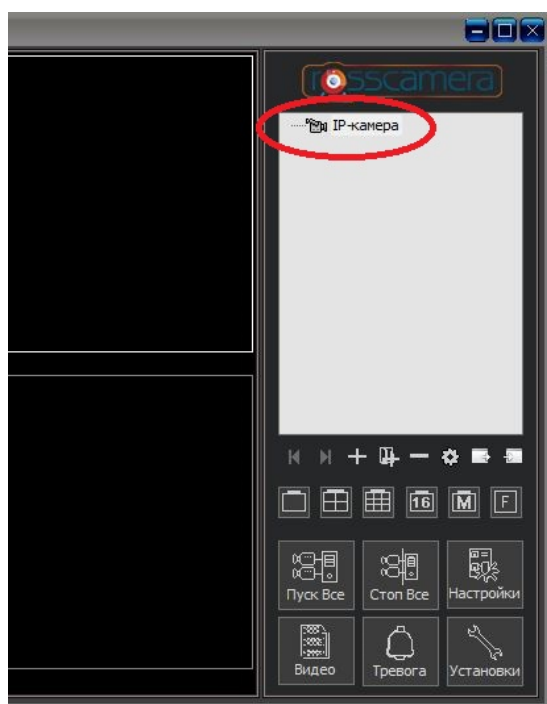 rosscamera
IP-камера
16 M F
Пуск Все Стоп Все Настройки
Видео Тревога Установки